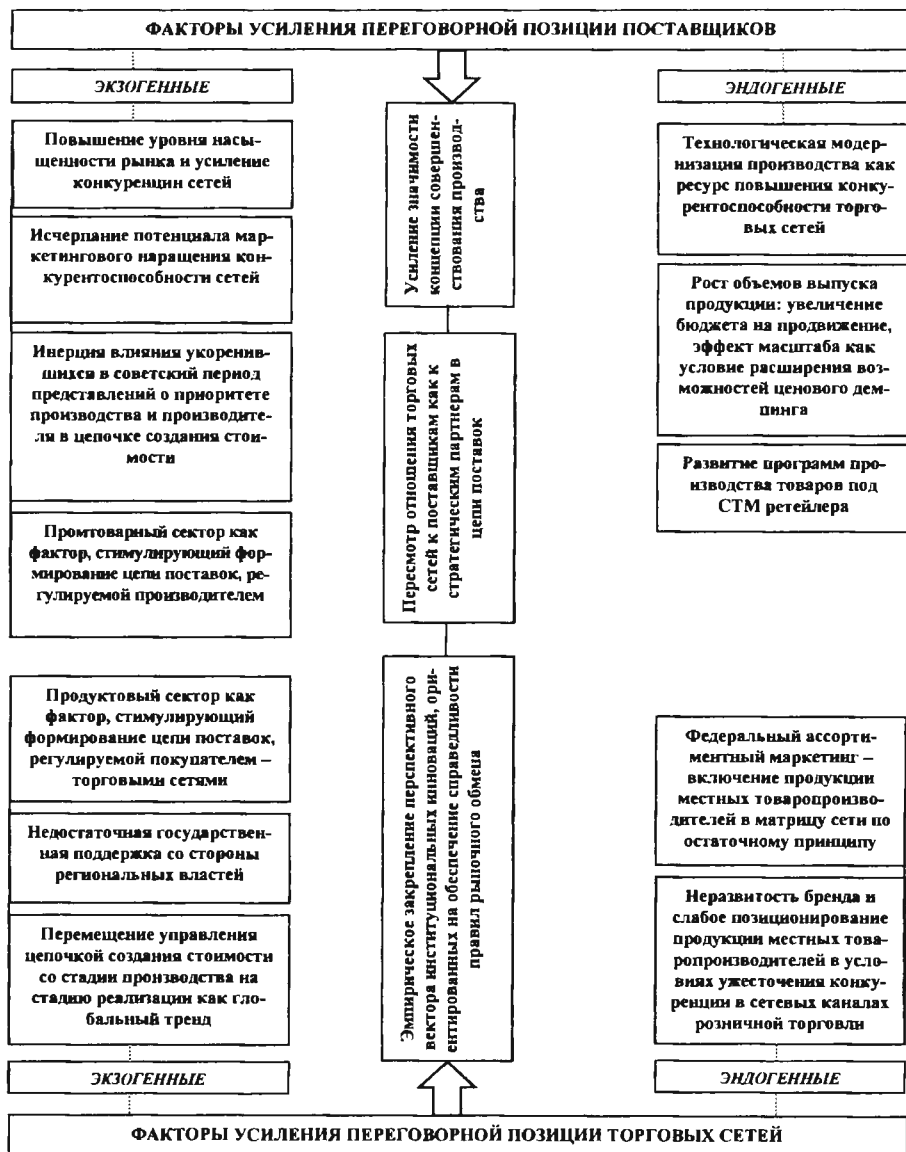 ФАКТОРЫ УСИЛЕНИЯ ПЕРЕГОВОРНОЙ ПОЗИЦИИ ПОСТАВЩИКОВ
ЭКЗОГЕННЫЕ
Повышение уровня насы-
щенности рынка и усиление
конкуренции сетей
Исчерпание потенциала мар-
кетингового наращения кон-
курентоспособности сетей
Инерция влияния укоренив-
шихся в советский период
представлений о приоритете
производства и производите-
ля в цепочке создания стои-
мости
Промтоварный сектор как
фактор, стимулирующий фор-
мирование цепи поставок, ре-
гулируемой производителем
Усиление значимости
концепции совершен-
ствования производ-
ства
Пересмотр отношения торговых
сетей к поставщикам как к
стратегическим партнерам в
цепи поставок
Эмпирическое закрепление перспективного
вектора институциональных инноваций, ори-
ентированных на обеспечение справедливости
правил рыночного обмена
ЭНДОГЕННЫЕ
Технологическая модер-
низация производства как
ресурс повышения конку-
рентоспособности торго-
вых сетей
Рост объемов выпуска
продукции: увеличение
бюджета на продвижение,
эффект масштаба как
условие расширения воз-
можностей ценового дем-
пинга
Развитие программ про-
изводства товаров под
СТМ ретейлера
Продуктовый сектор как
фактор, стимулирующий
формирование цепи поставок,
регулируемой покупателем –
торговыми сетями
Недостаточная государствен-
ная поддержка со стороны
региональных властей
Перемещение управления
цепочкой создания стоимости
со стадии производства на
стадию реализации как гло-
бальный тренд
ЭКЗОГЕННЫЕ
Федеральный ассорти-
ментный маркетинг –
включение продукции
местных товаропроизво-
дителей в матрицу сети по
остаточному принципу
Неразвитость бренда и
слабое позиционирование
продукции местных това-
ропроизводителей в усло-
виях ужесточения конку-
ренции в сетевых каналах
розничной торговли
ЭНДОГЕННЫЕ
ФАКТОРЫ УСИЛЕНИЯ ПЕРЕГОВОРНОЙ ПОЗИЦИИ ТОРГОВЫХ СЕТЕЙ